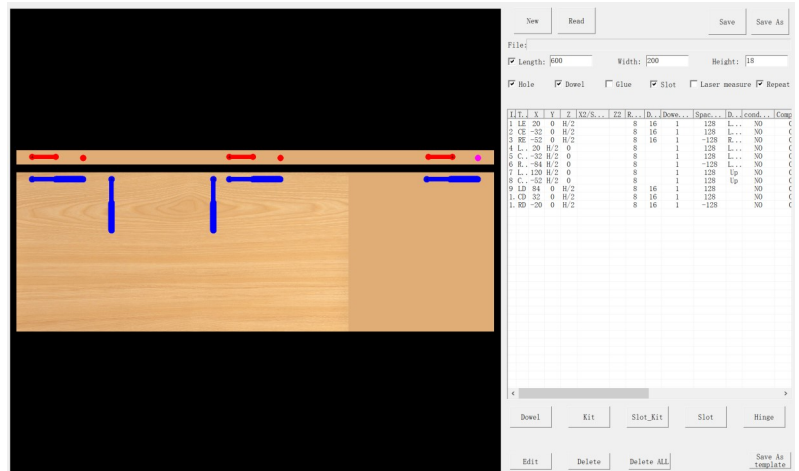 New Read Save Save As
File:
Length: 600 Width: 200 Height: 18
Hole Dowel Glue Slot Laser measure Repeat
I. T.. X Y Z X2/S... Z2 R... D... Dowe... Spac... D... cond... Comp
1 LE 20 0 H/2 8 16 1 128 L... NO
2 CE -32 0 H/2 8 16 1 128 L... NO
3 RE -52 0 H/2 8 16 1 -128 R... NO
4 L.. 20 H/2 0 8 1 128 L... NO
5 C.. -32 H/2 0 8 1 128 L... NO
6 R.. -84 H/2 0 8 1 -128 L... NO
7 L.. 120 H/2 0 8 1 128 Up NO
8 C.. -52 H/2 0 8 1 128 Up NO
9 LD 84 0 H/2 8 16 1 128 NO
1. CD 32 0 H/2 8 16 1 128 NO
1. RD -20 0 H/2 8 16 1 -128 NO
Dowel Kit Slot_Kit Slot Hinge
Edit Delete Delete ALL Save As
template